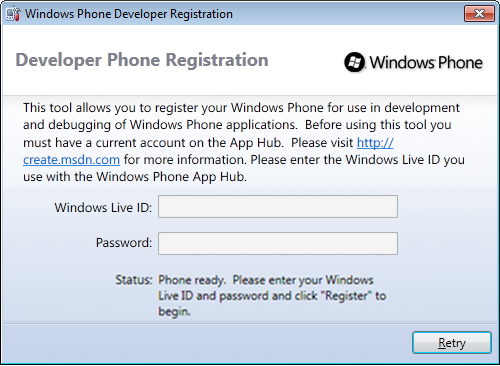 Windows Phone Developer Registration
Developer Phone Registration
Windows Phone
This tool allows you to register your Windows Phone for use in development
and debugging of Windows Phone applications.  Before using this tool you
must have a current account on the App Hub.  Please visit http://
create.msdn.com for more information. Please enter the Windows Live ID you
use with the Windows Phone App Hub.
Windows Live ID:
Password:
Status: Phone ready.  Please enter your Windows
Live ID and password and click "Register" to
begin.
Retry